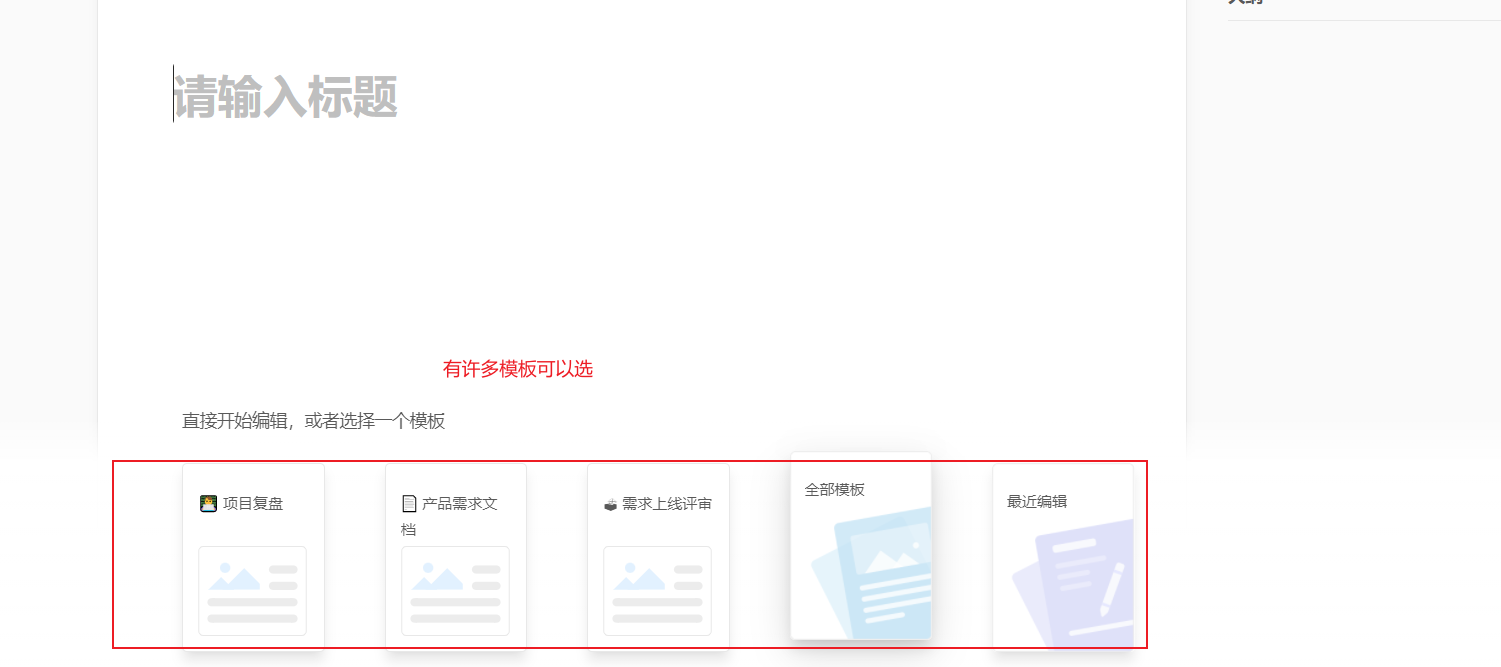 请输入标题
有许多模板可以选
直接开始编辑，或者选择一个模板
项目复盘
产品需求文
档
需求上线评审
全部模板
最近编辑